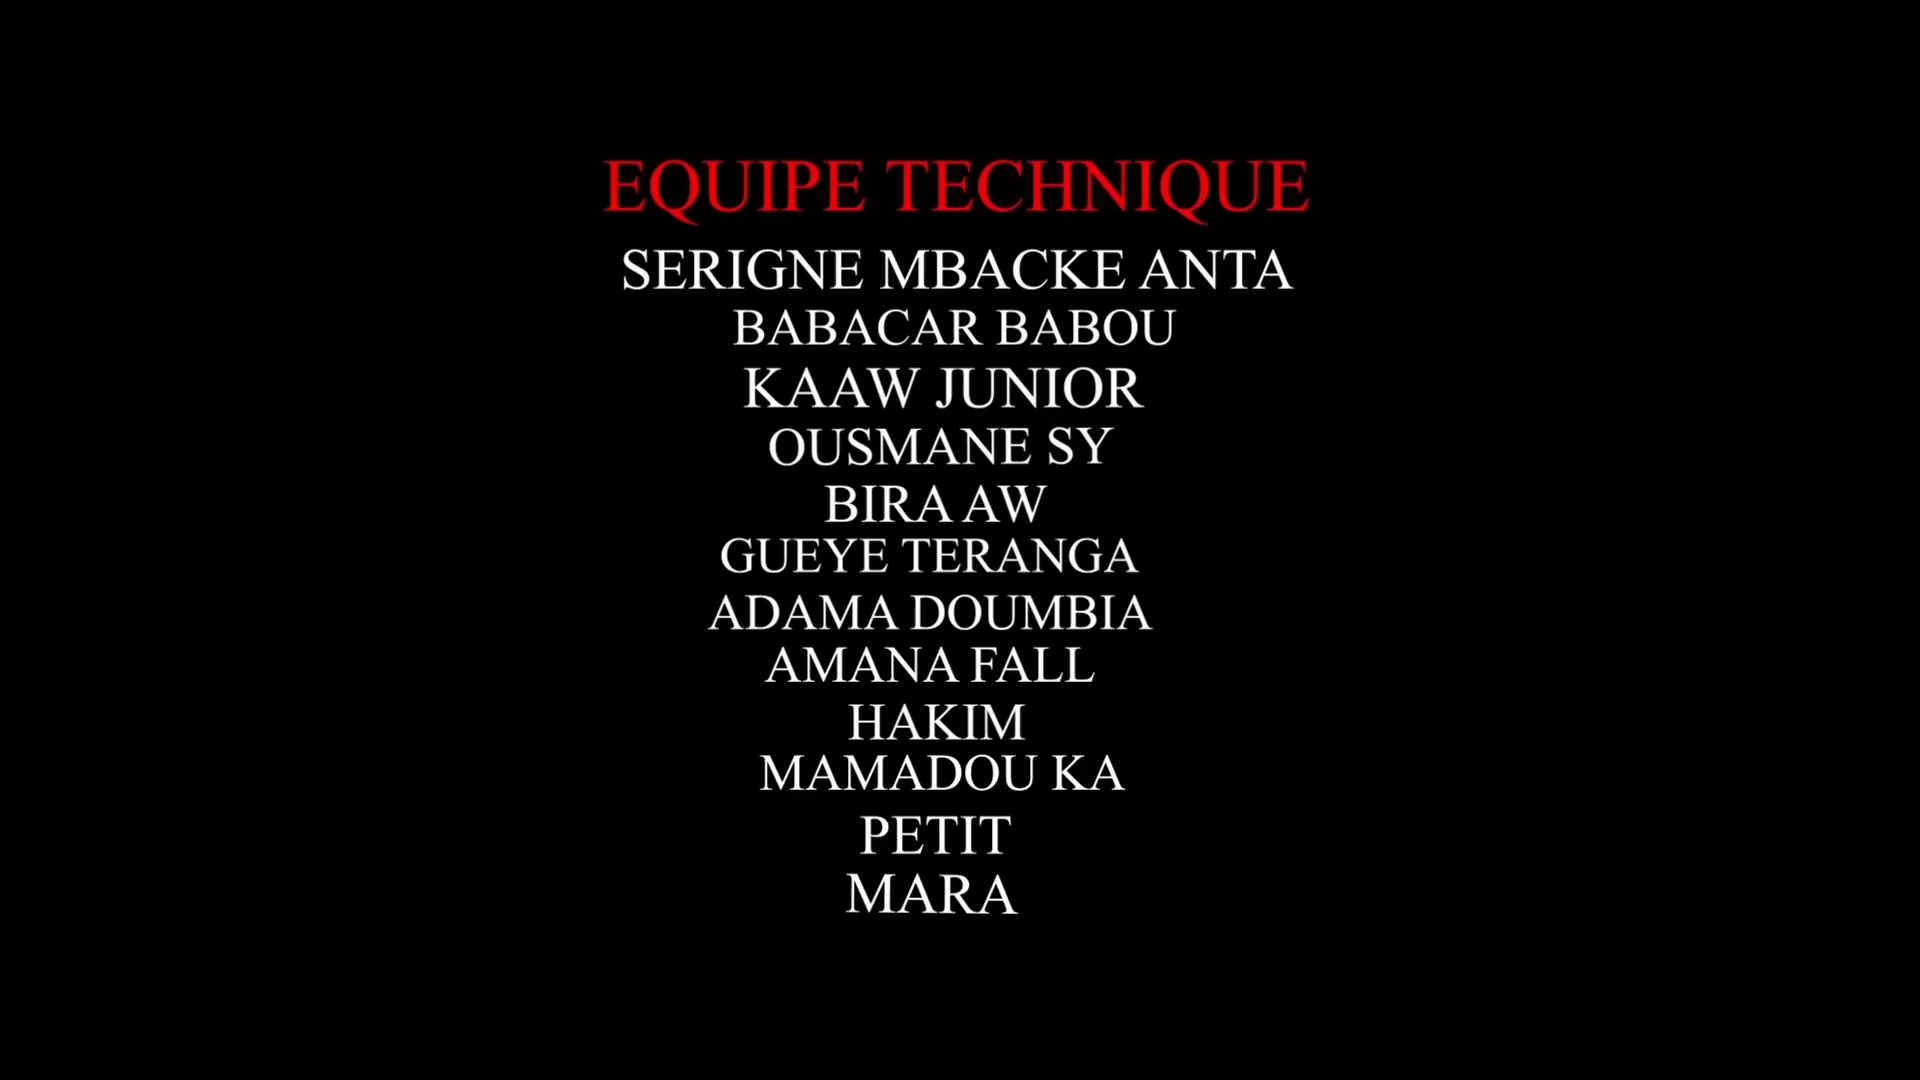 EQUIPE TECHNIQUE
SERIGNE MBACKE ANTA
BABACAR BABOU
KAAW JUNIOR
OUSMANE SY
BIRA AW
GUEYE TERANGA
ADAMA DOUMBIA
AMANA FALL
HAKIM
MAMADOU KA
PETIT
MARA